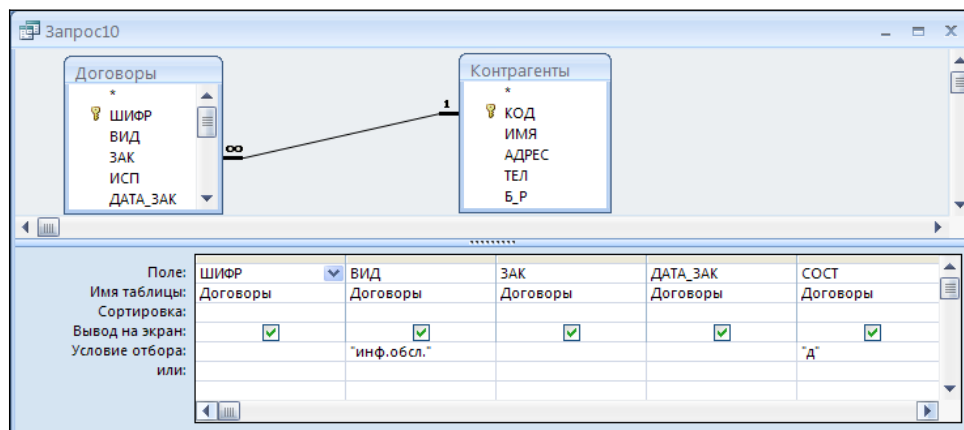 Запрос10
Договоры
*
ШИФР
ВИД
ЗАК
ИСП
ДАТА_ЗАК
∞
1
Контрагенты
*
КОД
ИМЯ
АДРЕС
ТЕЛ
Б_Р
Поле: ШИФР ВИД ЗАК ДАТА_ЗАК СОСТ
Имя таблицы: Договоры Договоры Договоры Договоры Договоры
Сортировка:
Вывод на экран:
Условие отбора: "инф.обсл." "д"
или: